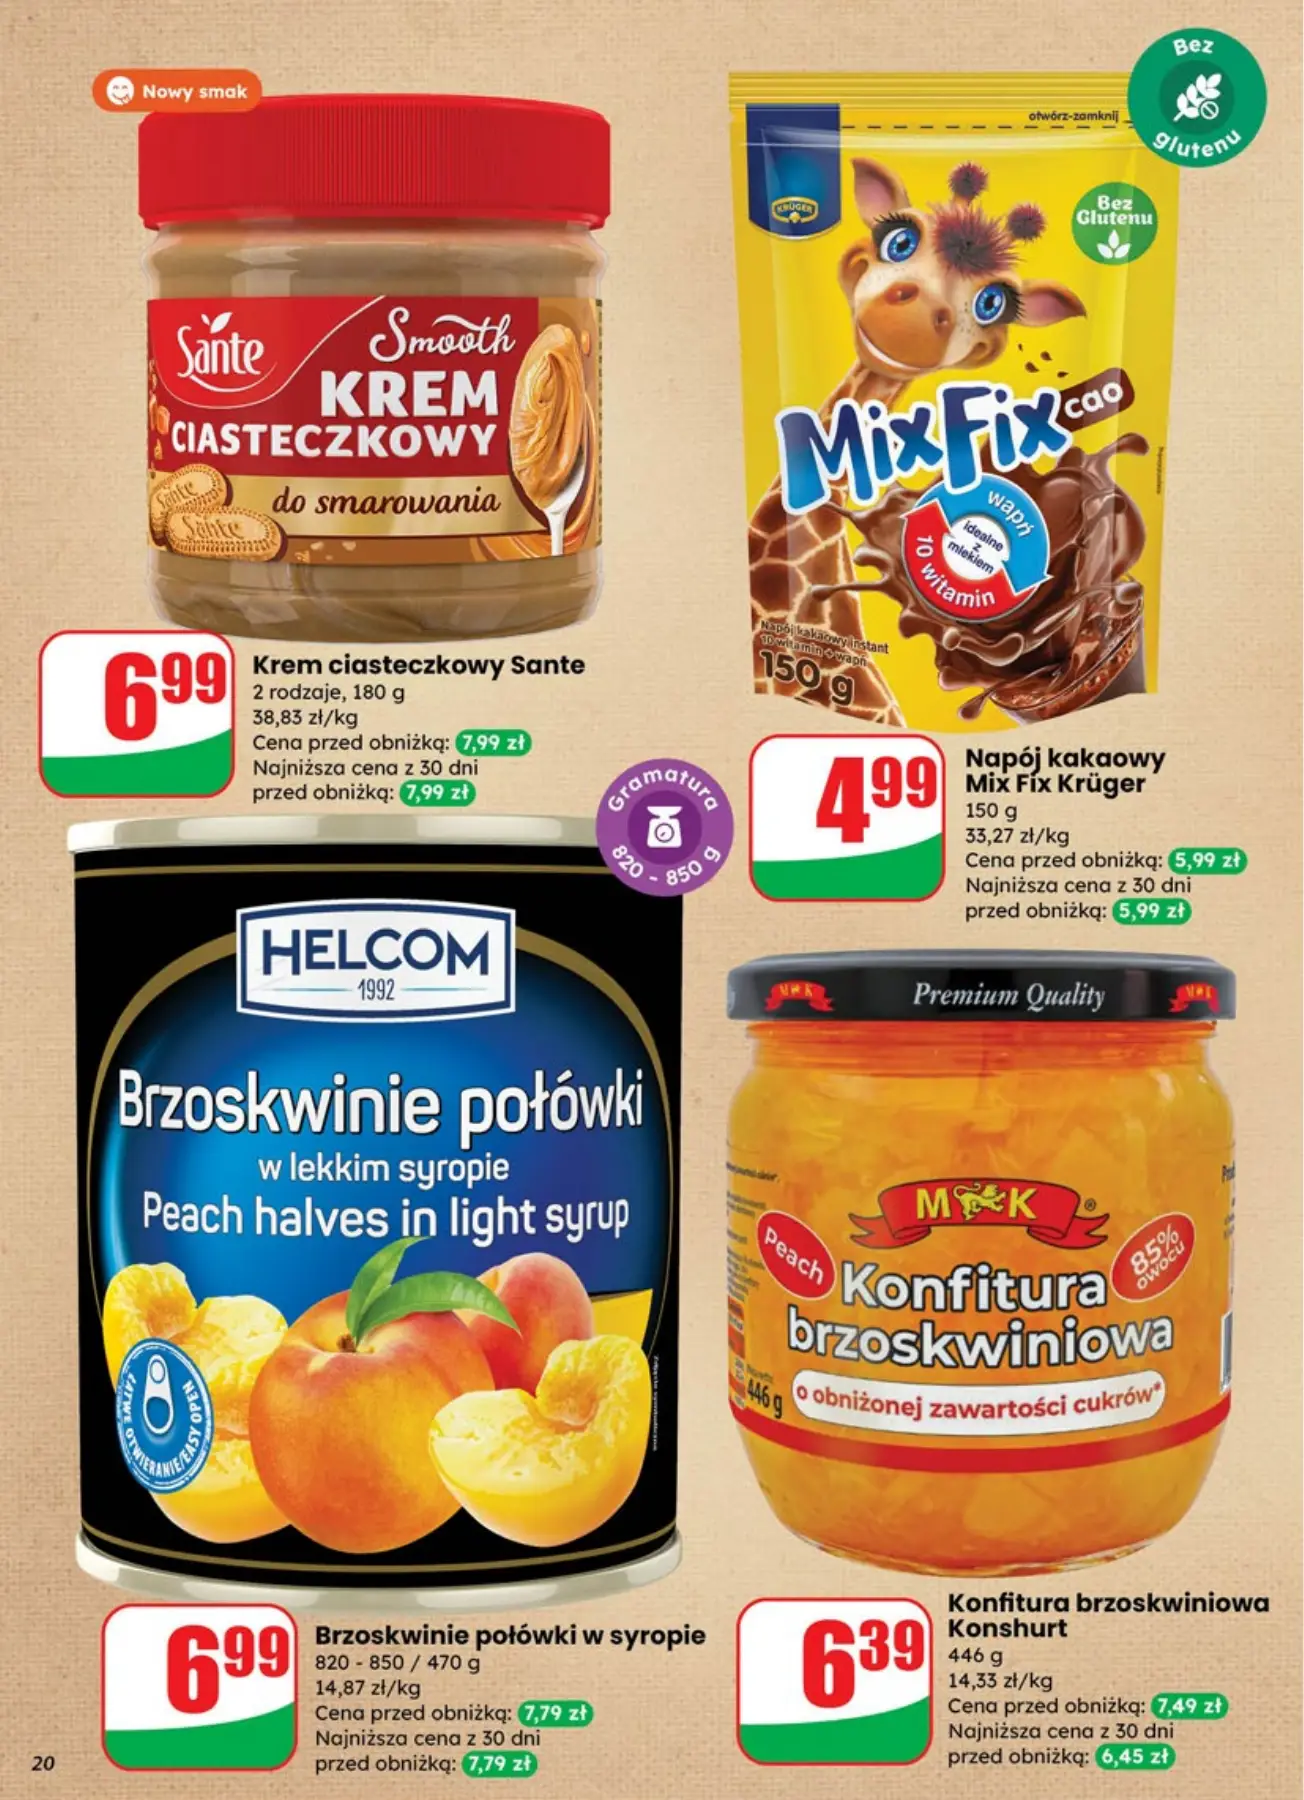 Nowy smak
Sante
Smooth
KREM
CIASTECZKOWY
do smarowania
Sante
Sante
6.99
Krem ciasteczkowy Sante
2 rodzaje, 180 g
38,83 zł/kg
Cena przed obniżką: 7,99 zł
Najniższa cena z 30 dni
przed obniżką: 7,99 zł
Bez
glutenu
otwórz-zamknij
KRÜGER
Bez
Glutenu
MixFix
cao
wapń
idealne
z
mlekiem
10 witamin
Napój kakaowy instant
10 witamin + wapń
150 g
4.99
Napój kakaowy
Mix Fix Krüger
150 g
33,27 zł/kg
Cena przed obniżką: 5,99 zł
Najniższa cena z 30 dni
przed obniżką: 5,99 zł
Gramatura
820 - 850 g
HELCOM
1992
Brzoskwinie połówki
w lekkim syropie
Peach halves in light syrup
ŁATWE OTWIERANIE/EASY OPEN
6.99
Brzoskwinie połówki w syropie
820 - 850 / 470 g
14,87 zł/kg
Cena przed obniżką: 7,79 zł
Najniższa cena z 30 dni
przed obniżką: 7,79 zł
M K
Premium Quality
M K
M K ®
Peach
85%
owocu
Konfitura
brzoskwiniowa
446 g
o obniżonej zawartości cukrów*
6.39
Konfitura brzoskwiniowa
Konshurt
446 g
14,33 zł/kg
Cena przed obniżką: 7,49 zł
Najniższa cena z 30 dni
przed obniżką: 6,45 zł
20